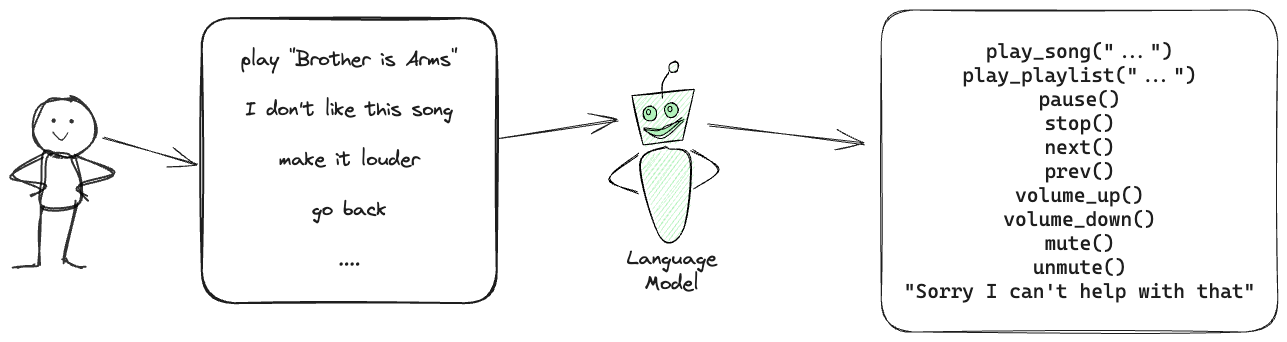 play "Brother is Arms"
I don't like this song
make it louder
go back
....
Language
Model
play_song("...")
play_playlist("...")
pause()
stop()
next()
prev()
volume_up()
volume_down()
mute()
unmute()
"Sorry I can't help with that"